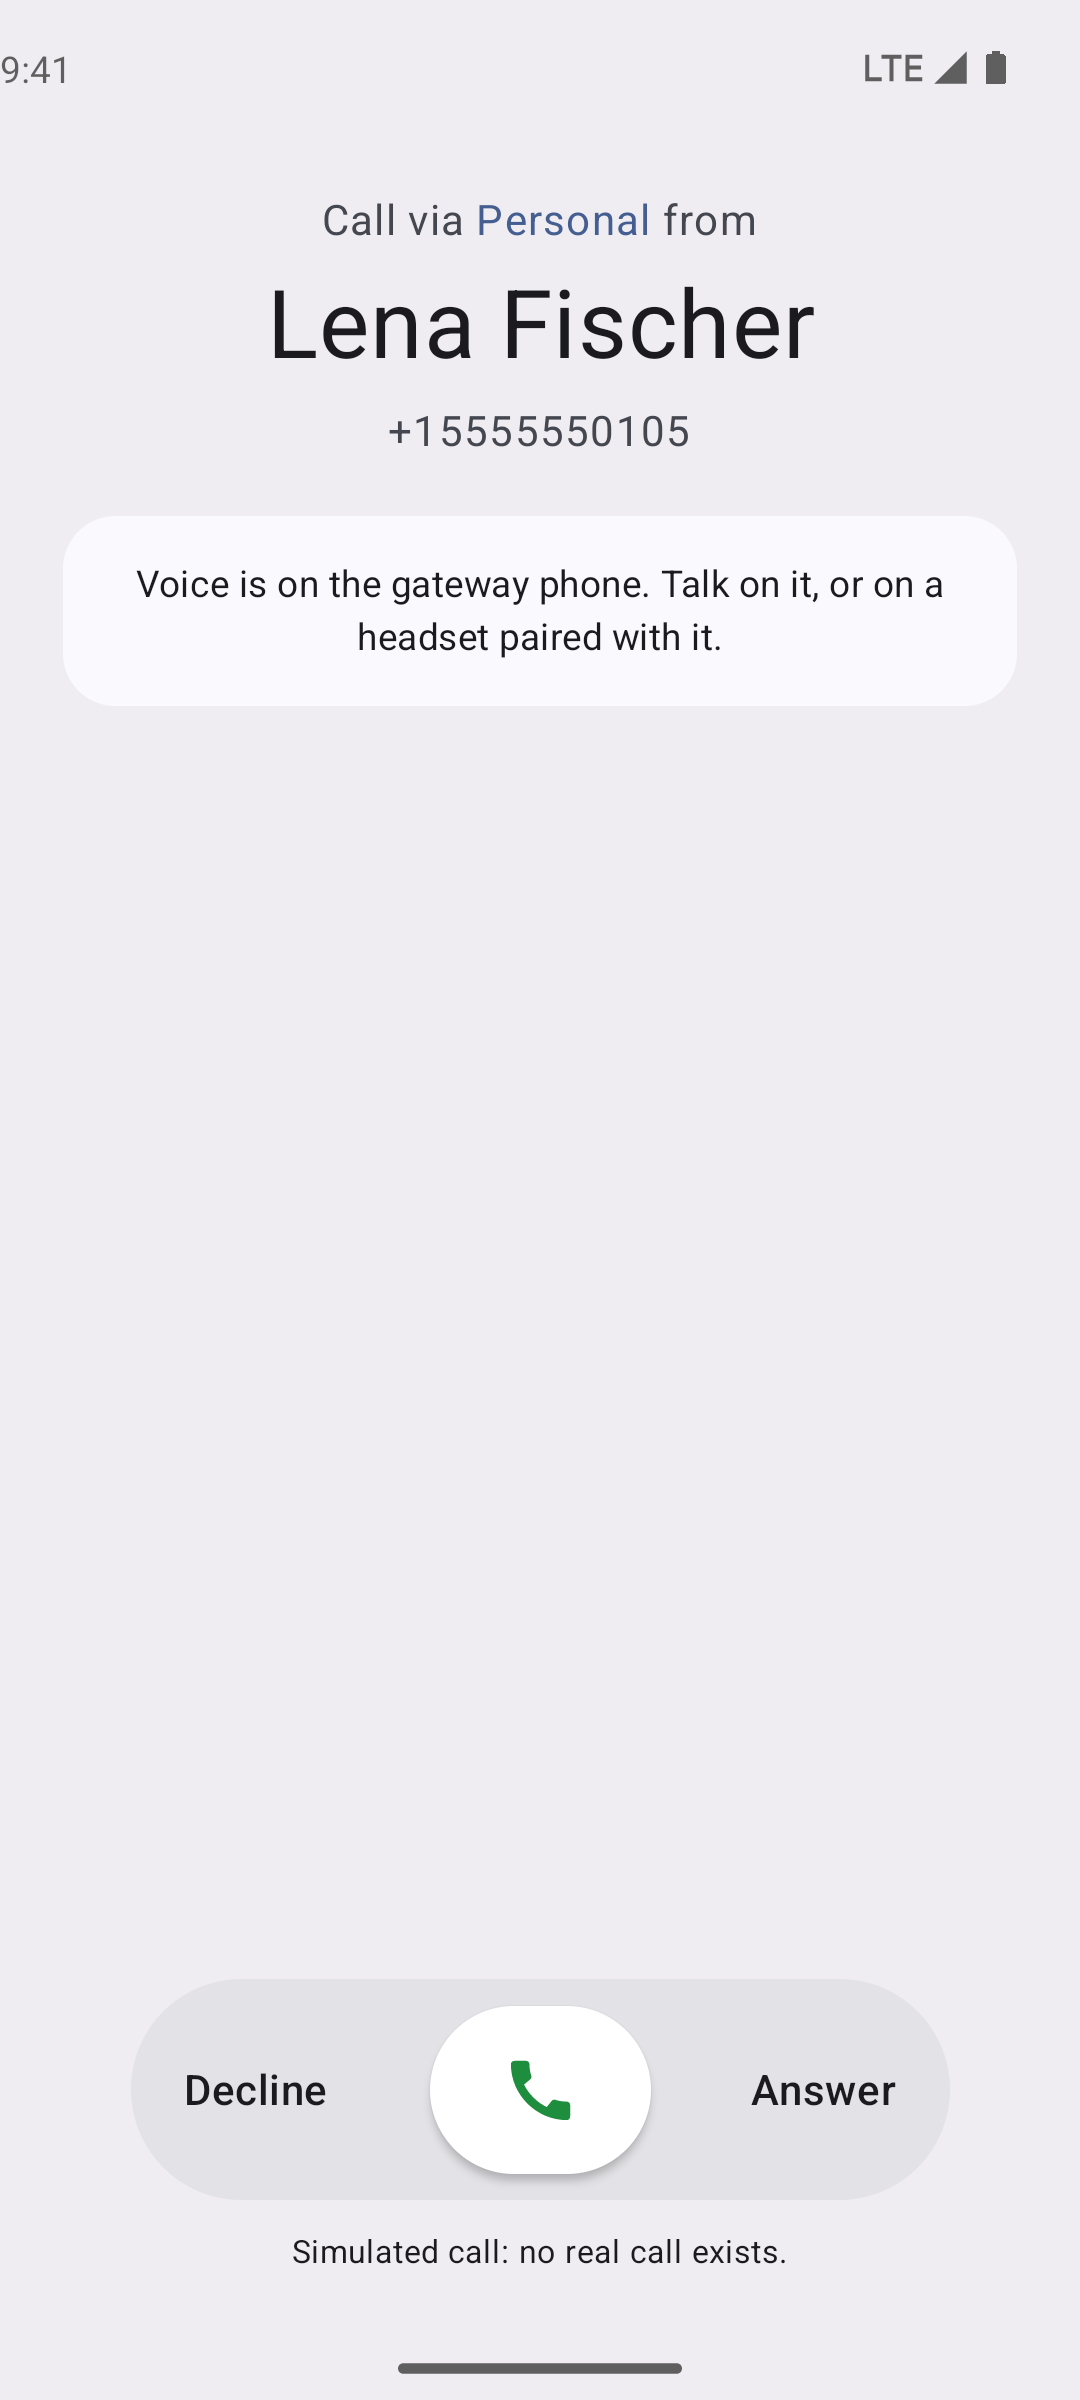 9:41 LTE
Call via Personal from
Lena Fischer
+15555550105
Voice is on the gateway phone. Talk on it, or on a
headset paired with it.
Decline Answer
Simulated call: no real call exists.